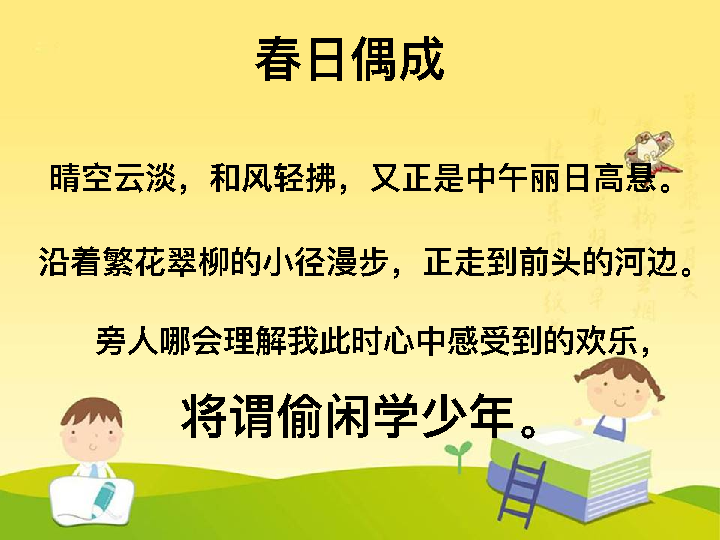 春日偶成
晴空云淡，和风轻拂，又正是中午丽日高悬。
沿着繁花翠柳的小径漫步，正走到前头的河边。
旁人哪会理解我此时心中感受到的欢乐，
将谓偷闲学少年。